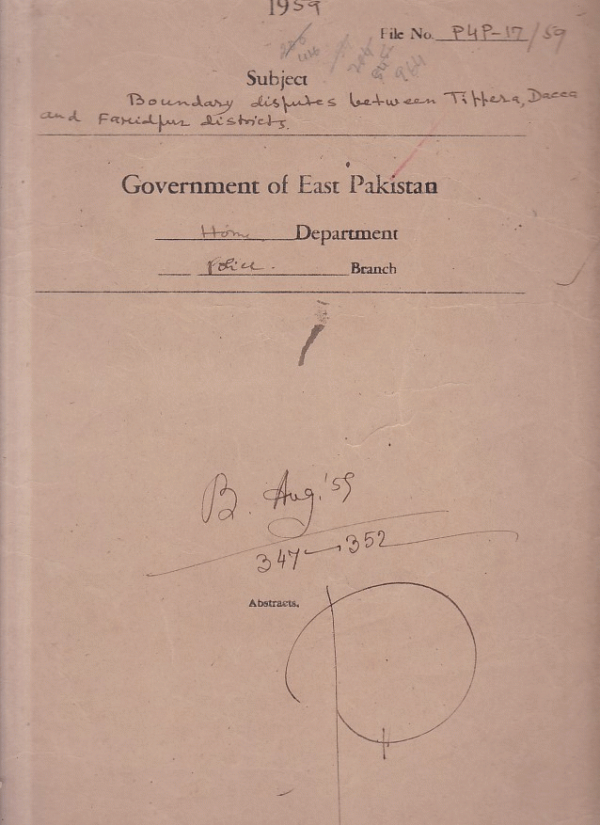 1959
File No. P4P-17/59
Subject
Boundary disputes between Tippera, Dacca
and Faridpur districts.
Government of East Pakistan
Home Department
Police Branch
B. Aug.'59
347—352
Abstracts.